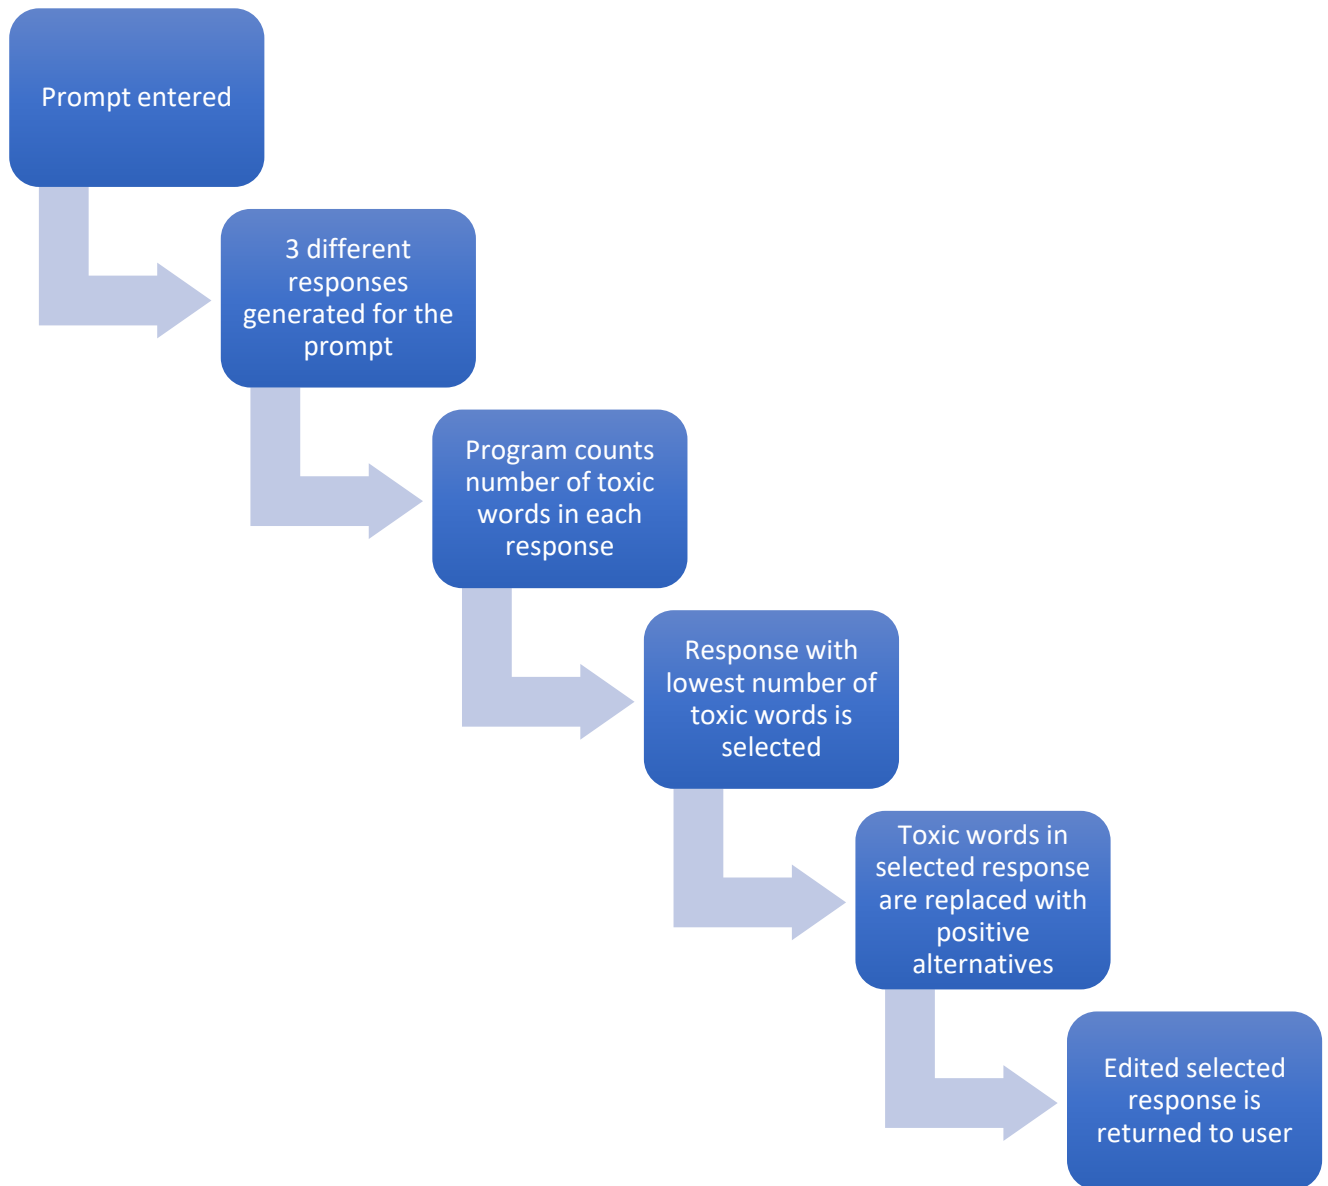 Prompt entered
3 different
responses
generated for the
prompt
Program counts
number of toxic
words in each
response
Response with
lowest number of
toxic words is
selected
Toxic words in
selected response
are replaced with
positive
alternatives
Edited selected
response is
returned to user